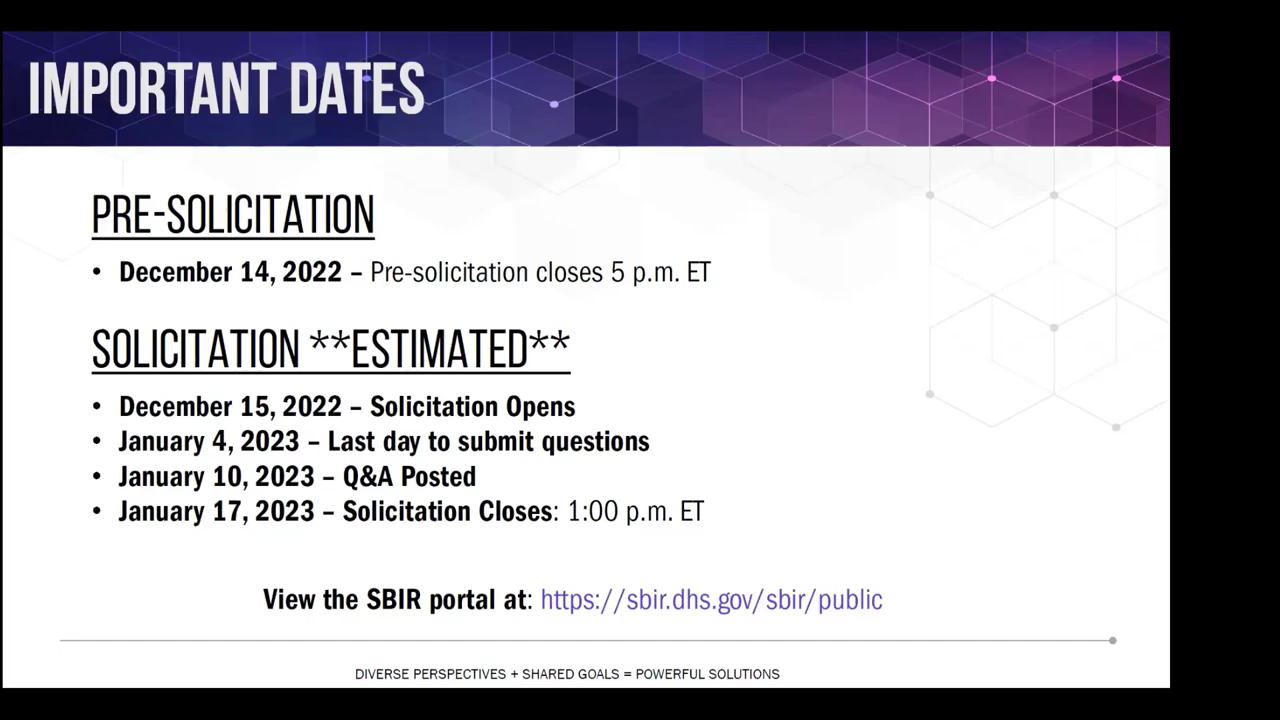 IMPORTANT DATES
PRE-SOLICITATION
• December 14, 2022 – Pre-solicitation closes 5 p.m. ET
SOLICITATION **ESTIMATED**
• December 15, 2022 – Solicitation Opens
• January 4, 2023 – Last day to submit questions
• January 10, 2023 – Q&A Posted
• January 17, 2023 – Solicitation Closes: 1:00 p.m. ET
View the SBIR portal at: https://sbir.dhs.gov/sbir/public
DIVERSE PERSPECTIVES + SHARED GOALS = POWERFUL SOLUTIONS